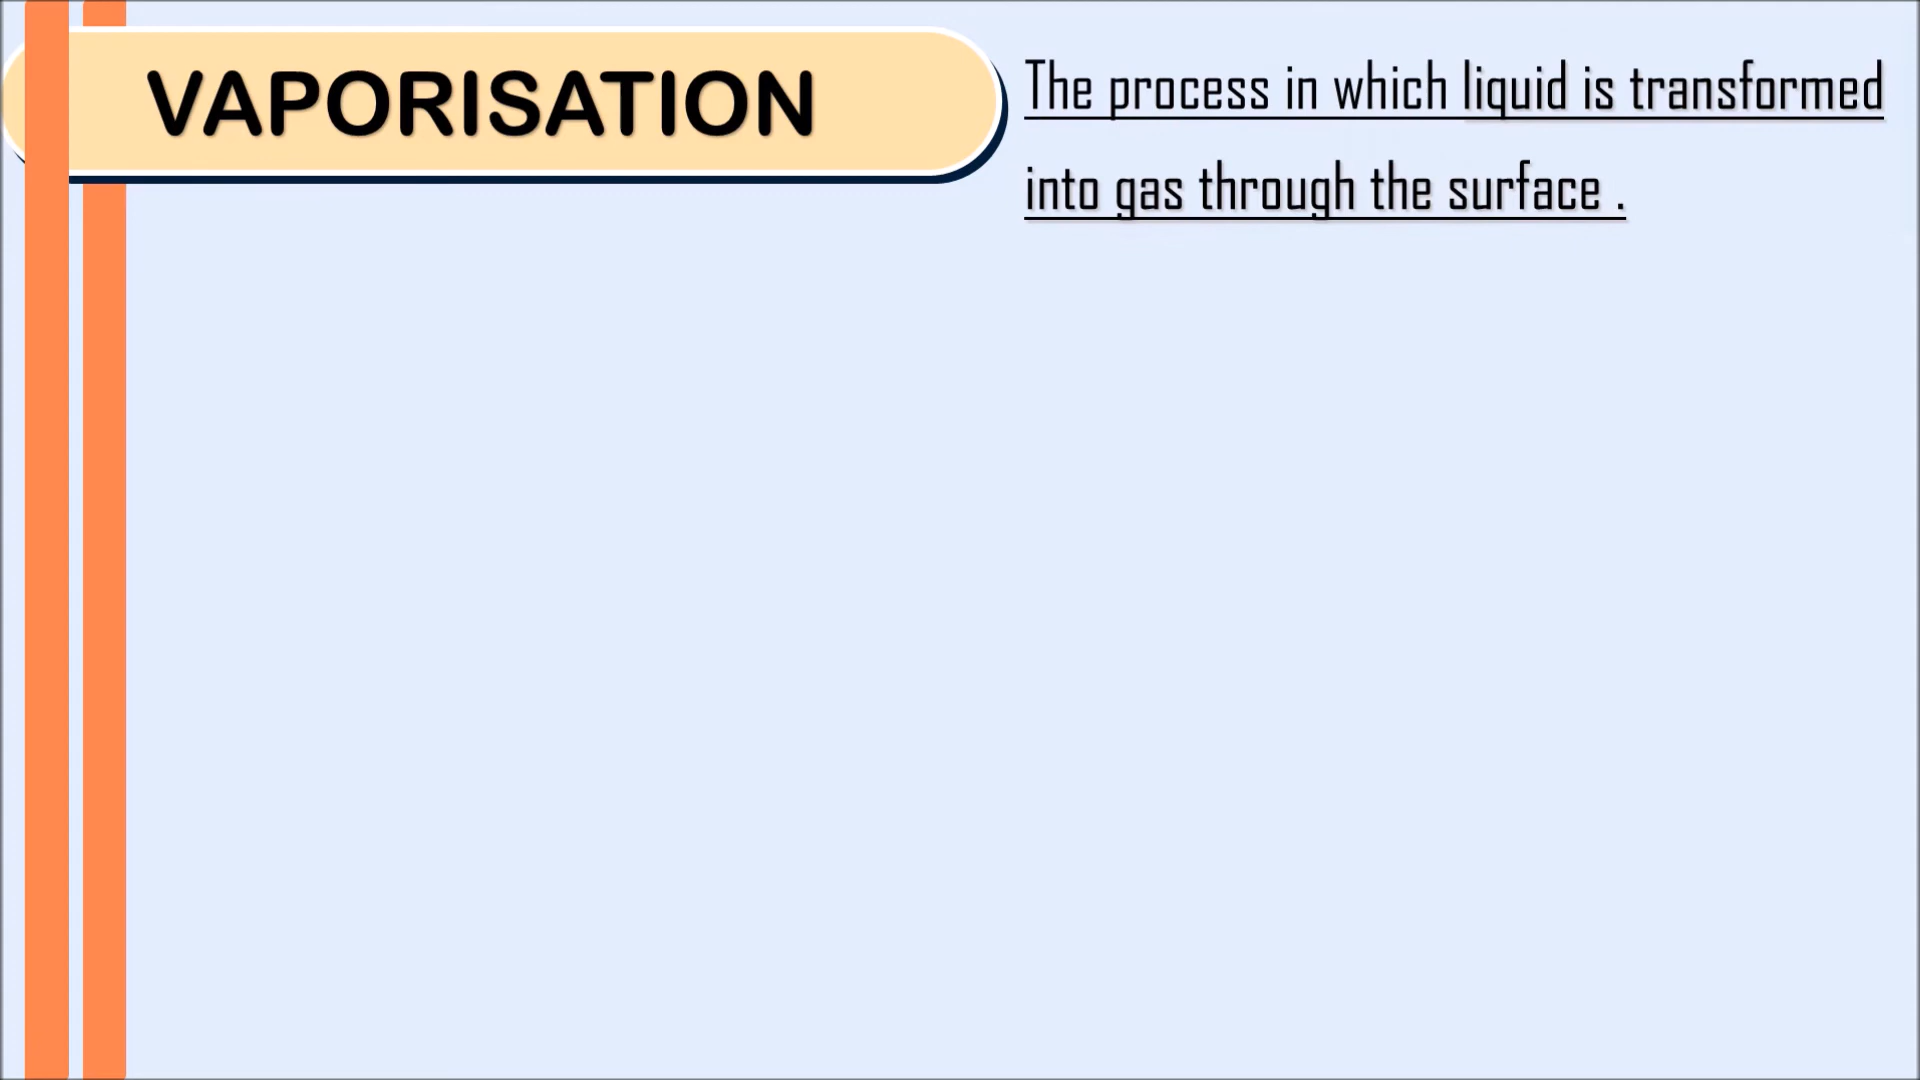 VAPORISATION
The process in which liquid is transformed
into gas through the surface .